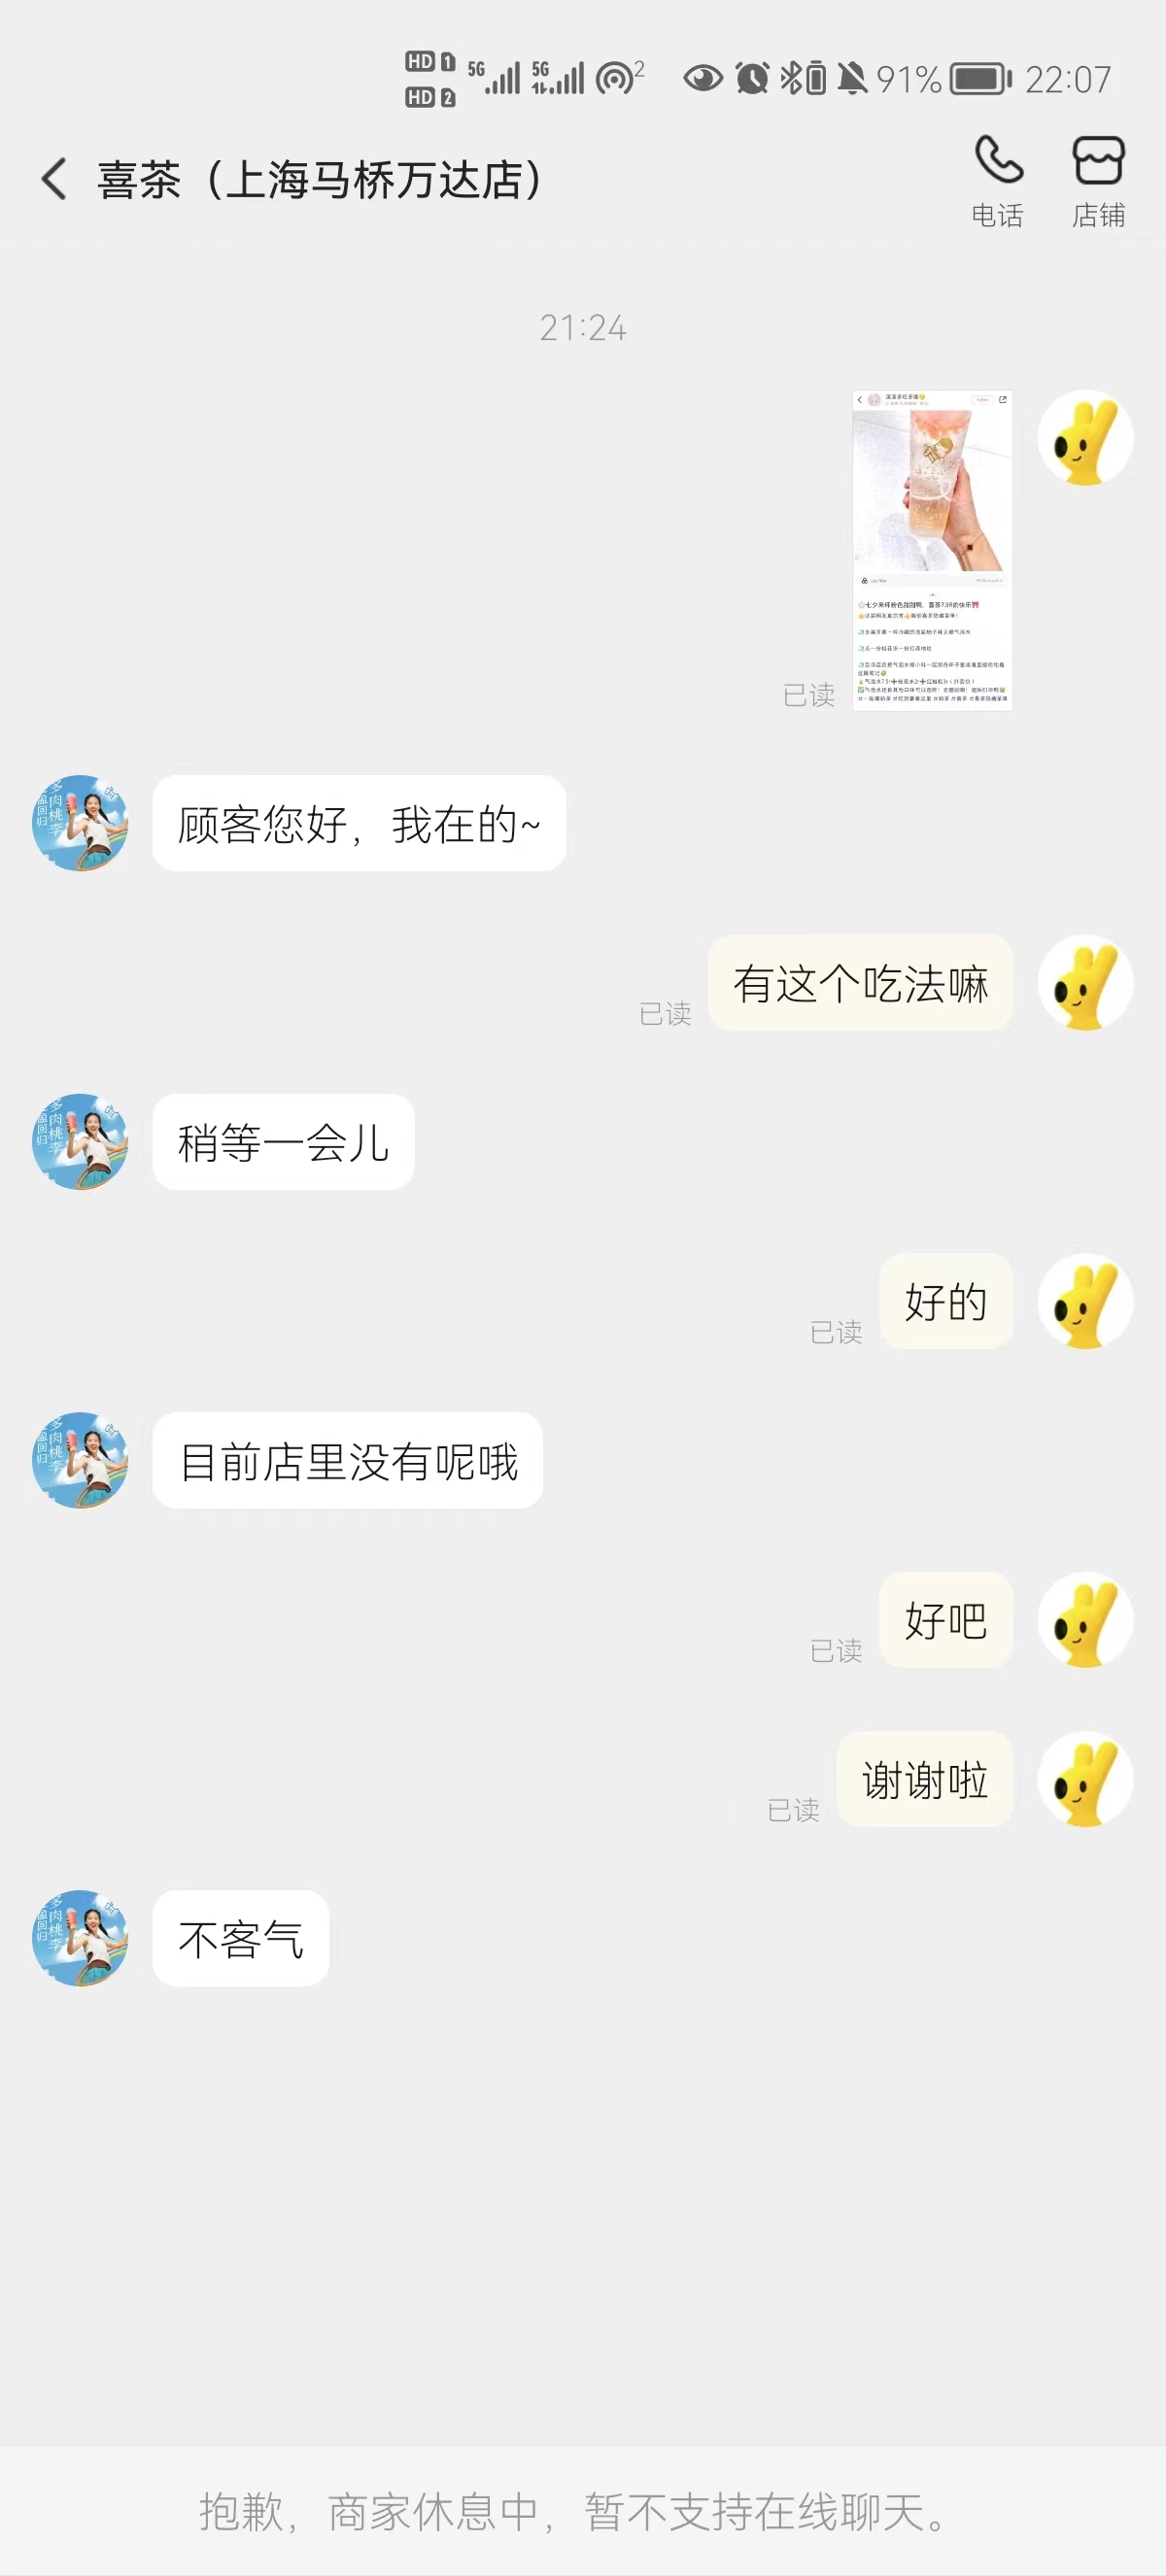 HD 1 5G 5G 2 91% 22:07
HD 2
喜茶（上海马桥万达店）
电话 店铺
21:24
已读
顾客您好，我在的~
有这个吃法嘛
已读
稍等一会儿
好的
已读
目前店里没有呢哦
好吧
已读
谢谢啦
已读
不客气
抱歉，商家休息中，暂不支持在线聊天。